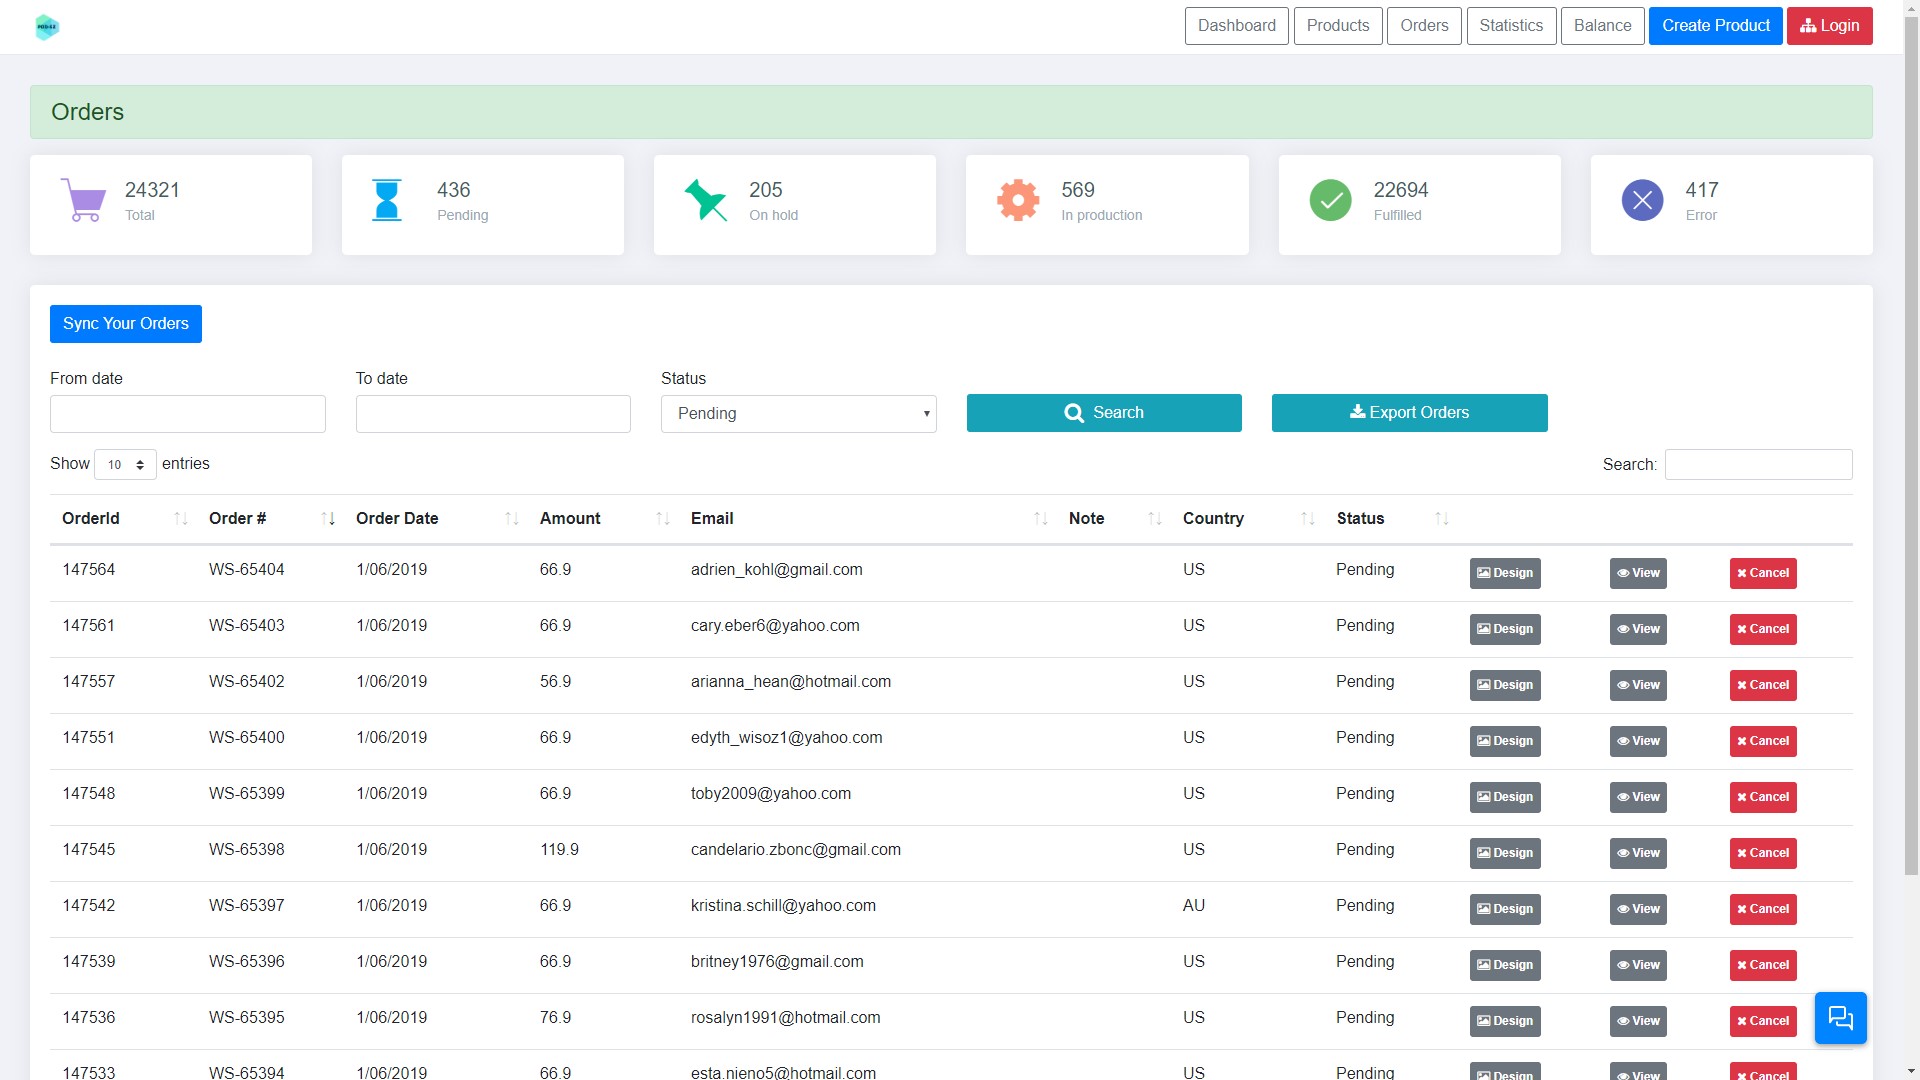 Dashboard Products Orders Statistics Balance Create Product Login
Orders
24321
Total
436
Pending
205
On hold
569
In production
22694
Fulfilled
417
Error
Sync Your Orders
From date To date Status
Pending Search Export Orders
Show 10 entries Search:
OrderId Order # Order Date Amount Email Note Country Status
147564 WS-65404 1/06/2019 66.9 adrien_kohl@gmail.com US Pending Design View Cancel
147561 WS-65403 1/06/2019 66.9 cary.eber6@yahoo.com US Pending Design View Cancel
147557 WS-65402 1/06/2019 56.9 arianna_hean@hotmail.com US Pending Design View Cancel
147551 WS-65400 1/06/2019 66.9 edyth_wisoz1@yahoo.com US Pending Design View Cancel
147548 WS-65399 1/06/2019 66.9 toby2009@yahoo.com US Pending Design View Cancel
147545 WS-65398 1/06/2019 119.9 candelario.zbonc@gmail.com US Pending Design View Cancel
147542 WS-65397 1/06/2019 66.9 kristina.schill@yahoo.com AU Pending Design View Cancel
147539 WS-65396 1/06/2019 66.9 britney1976@gmail.com US Pending Design View Cancel
147536 WS-65395 1/06/2019 76.9 rosalyn1991@hotmail.com US Pending Design View Cancel
147533 WS-65394 1/06/2019 66.9 esta.nieno5@hotmail.com US Pending Design View Cancel